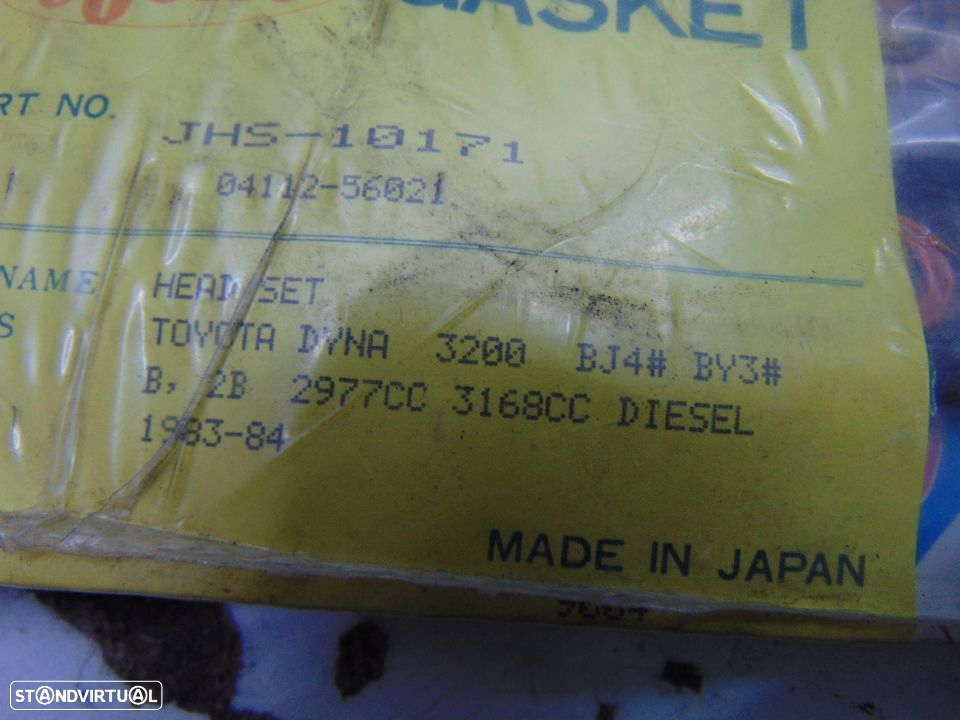 GASKET
RT NO.
JHS-10171
04112-56021
NAME
HEAD SET
S
TOYOTA DYNA 3200 BJ4# BY3#
B, 2B 2977CC 3168CC DIESEL
1983-84
MADE IN JAPAN
9004
STANDVIRTUAL